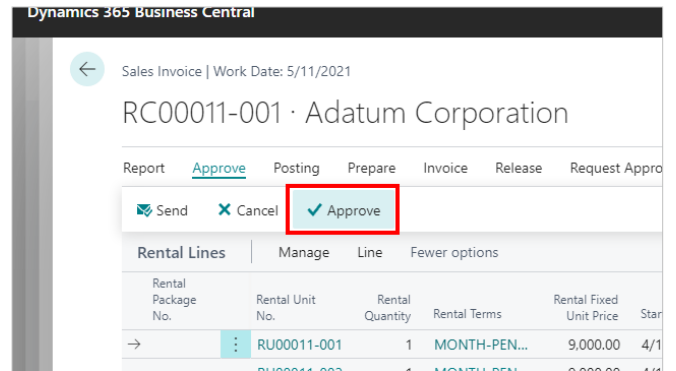 Dynamics 365 Business Central
Sales Invoice | Work Date: 5/11/2021
RC00011-001 · Adatum Corporation
Report Approve Posting Prepare Invoice Release Request Appro
Send Cancel Approve
Rental Lines Manage Line Fewer options
Rental Package No. Rental Unit No. Rental Quantity Rental Terms Rental Fixed Unit Price Star
RU00011-001 1 MONTH-PEN... 9,000.00 4/1